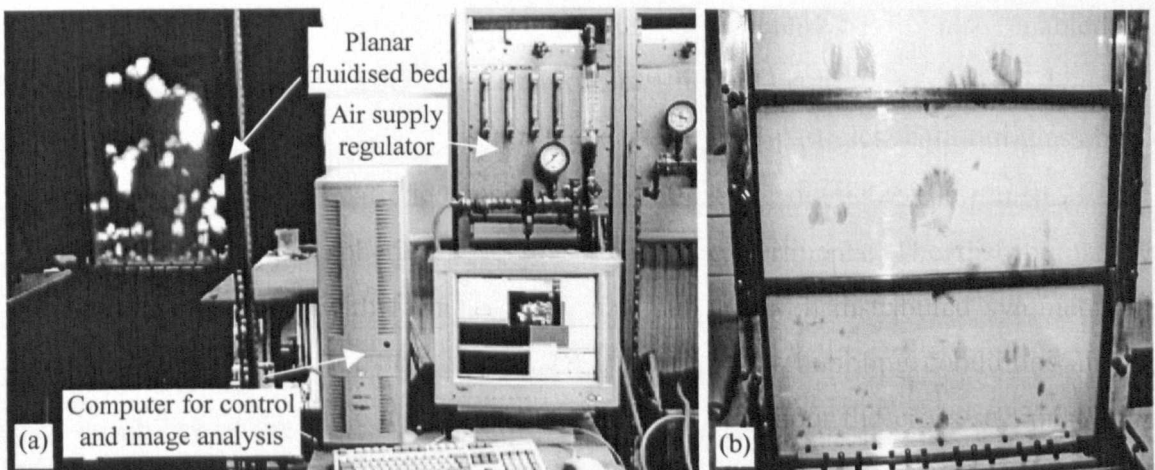 Planar
fluidised bed
Air supply
regulator
Computer for control
and image analysis
(a)
(b)